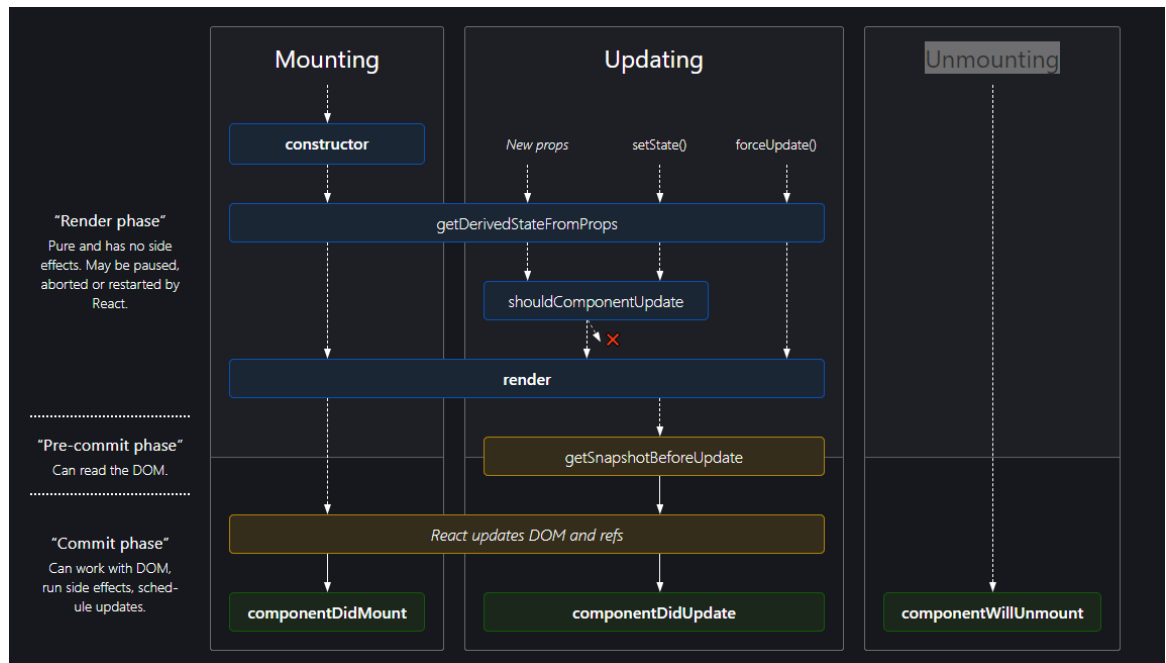 Mounting
Updating
Unmounting
constructor
New props
setState()
forceUpdate()
"Render phase"
Pure and has no side
effects. May be paused,
aborted or restarted by
React.
getDerivedStateFromProps
shouldComponentUpdate
render
"Pre-commit phase"
Can read the DOM.
getSnapshotBeforeUpdate
"Commit phase"
Can work with DOM,
run side effects, sched-
ule updates.
React updates DOM and refs
componentDidMount
componentDidUpdate
componentWillUnmount